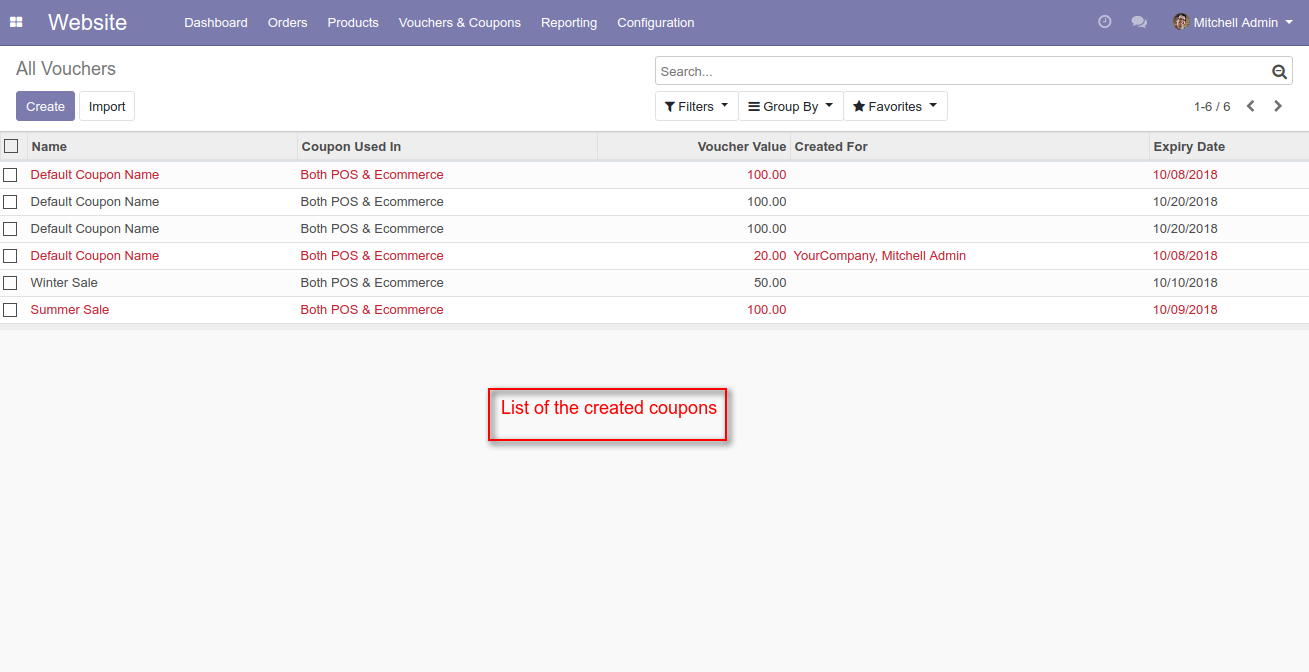 Website Dashboard Orders Products Vouchers & Coupons Reporting Configuration Mitchell Admin
All Vouchers
Search...
Create Import Filters Group By Favorites 1-6 / 6
Name Coupon Used In Voucher Value Created For Expiry Date
Default Coupon Name Both POS & Ecommerce 100.00 10/08/2018
Default Coupon Name Both POS & Ecommerce 100.00 10/20/2018
Default Coupon Name Both POS & Ecommerce 100.00 10/20/2018
Default Coupon Name Both POS & Ecommerce 20.00 YourCompany, Mitchell Admin 10/08/2018
Winter Sale Both POS & Ecommerce 50.00 10/10/2018
Summer Sale Both POS & Ecommerce 100.00 10/09/2018
List of the created coupons